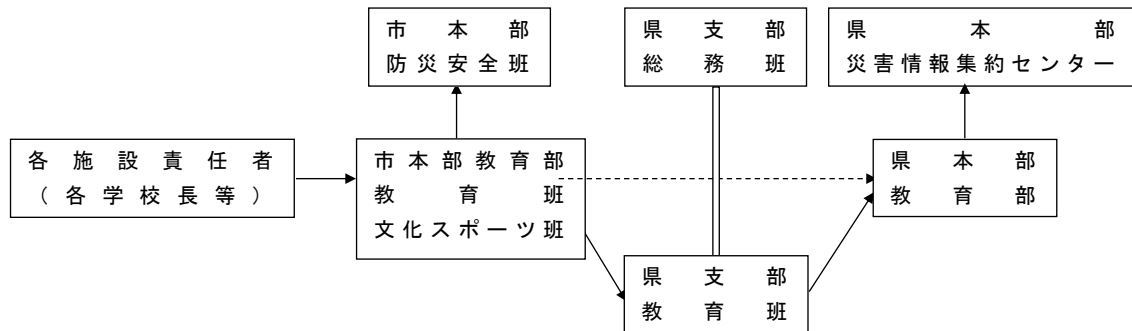 市本部
防災安全班
県支部
総務班
県本部
災害情報集約センター
各施設責任者
(各学校長等)
市本部教育部
教育班
文化スポーツ班
県本部
教育部
県支部
教育班